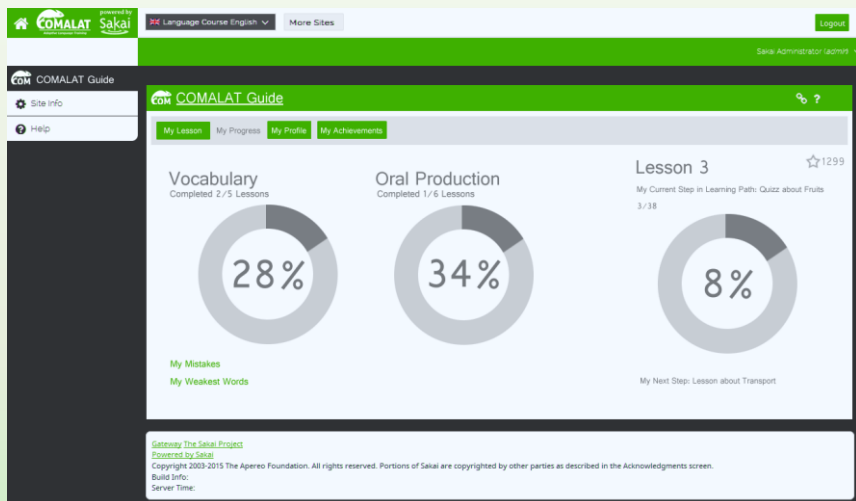 COMALAT
powered by
Sakai
Language Course English
More Sites
Logout
Sakai Adminstrator (admin)
COM COMALAT Guide
Site Info
Help
COM COMALAT Guide
?
My Lesson My Progress My Profile My Achievements
Vocabulary
Completed 2/5 Lessons
28%
Oral Production
Completed 1/6 Lessons
34%
Lesson 3
1299
My Current Step in Learning Path: Quizz about Fruits
3/38
8%
My Mistakes
My Weakest Words
My Next Step: Lesson about Transport
Gateway The Sakai Project
Powered by Sakai
Copyright 2003-2015 The Apereo Foundation. All rights reserved. Portions of Sakai are copyrighted by other parties as described in the Acknowledgments screen.
Build Info:
Server Time: